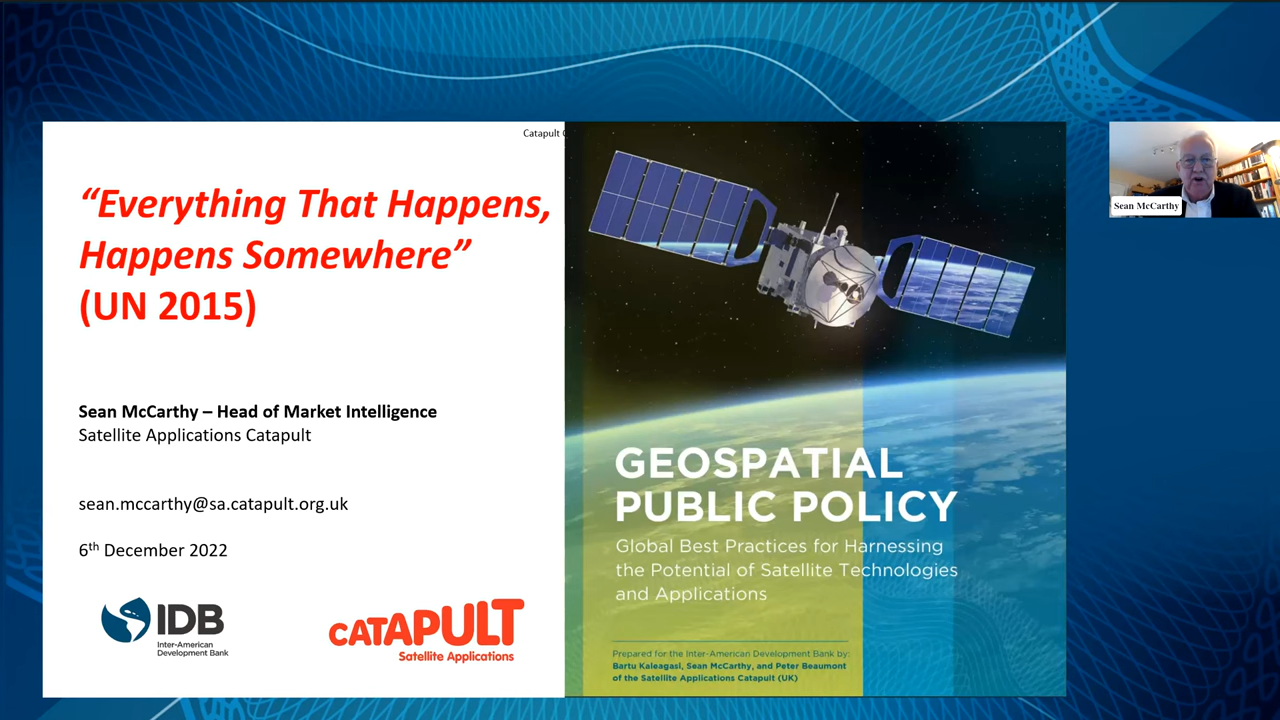 Catapult
“Everything That Happens,
Happens Somewhere”
(UN 2015)
Sean McCarthy – Head of Market Intelligence
Satellite Applications Catapult
sean.mccarthy@sa.catapult.org.uk
6th December 2022
IDB
Inter-American
Development Bank
CATAPULT
Satellite Applications
GEOSPATIAL
PUBLIC POLICY
Global Best Practices for Harnessing
the Potential of Satellite Technologies
and Applications
Prepared for the Inter-American Development Bank by:
Bartu Kaleagasi, Sean McCarthy, and Peter Beaumont
of the Satellite Applications Catapult (UK)
Sean McCarthy